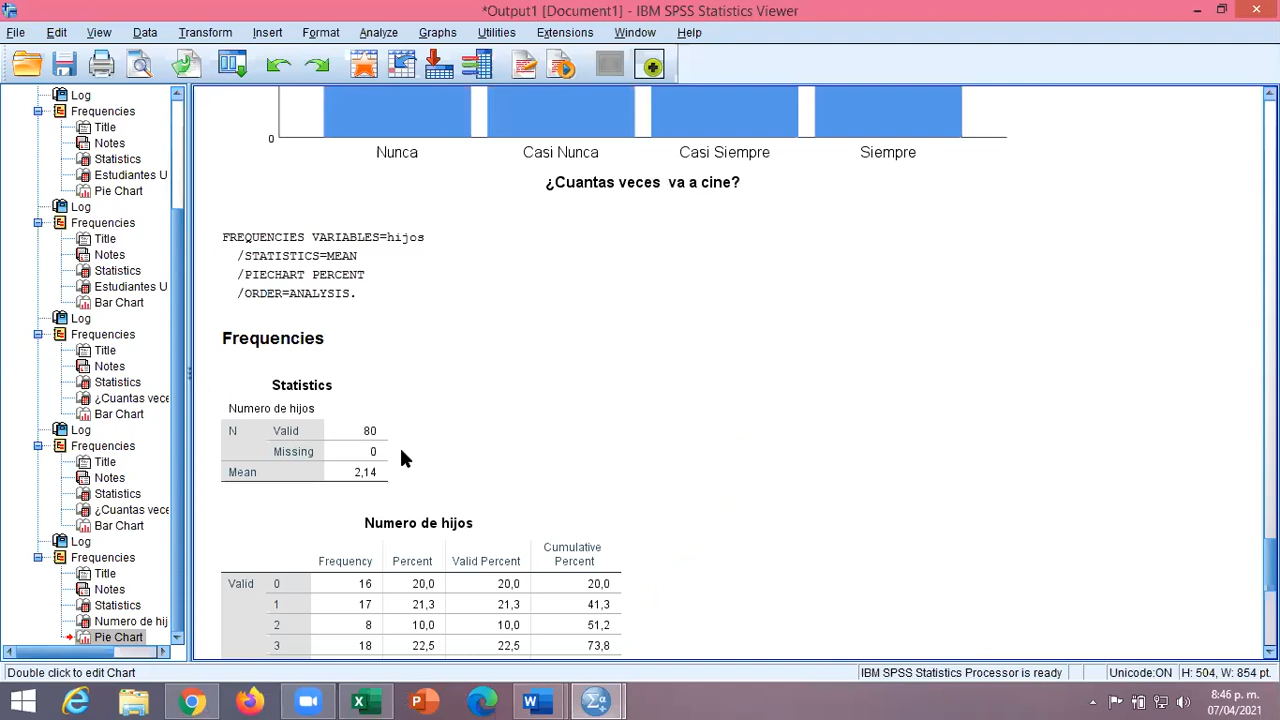 *Output1 [Document1] - IBM SPSS Statistics Viewer
File Edit View Data Transform Insert Format Analyze Graphs Utilities Extensions Window Help
Log
Frequencies
Title
Notes
Statistics
Estudiantes U
Pie Chart
Log
Frequencies
Title
Notes
Statistics
Estudiantes U
Bar Chart
Log
Frequencies
Title
Notes
Statistics
¿Cuantas vece
Bar Chart
Log
Frequencies
Title
Notes
Statistics
¿Cuantas vece
Bar Chart
Log
Frequencies
Title
Notes
Statistics
Numero de hij
Pie Chart
0
Nunca Casi Nunca Casi Siempre Siempre
¿Cuantas veces va a cine?
FREQUENCIES VARIABLES=hijos
/STATISTICS=MEAN
/PIECHART PERCENT
/ORDER=ANALYSIS.
Frequencies
Statistics
Numero de hijos
N Valid 80
Missing 0
Mean 2,14
Numero de hijos
Frequency Percent Valid Percent Cumulative Percent
Valid 0 16 20,0 20,0 20,0
1 17 21,3 21,3 41,3
2 8 10,0 10,0 51,2
3 18 22,5 22,5 73,8
Double click to edit Chart IBM SPSS Statistics Processor is ready Unicode:ON H: 504, W: 854 pt.
8:46 p. m.
07/04/2021